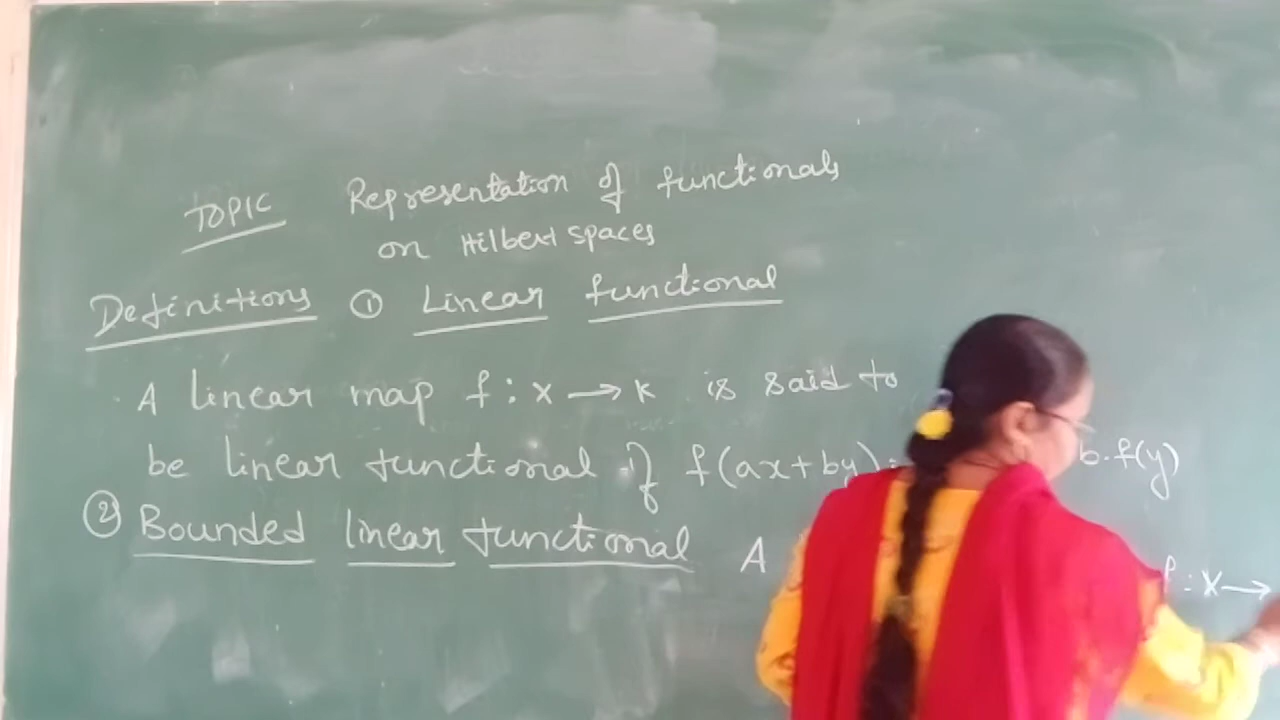 TOPIC Representation of functionals
on Hilbert spaces
Definitions ① Linear functional
A linear map f : x → k is said to
be linear functional if f(ax+by) b.f(y)
② Bounded linear functional A f : X →